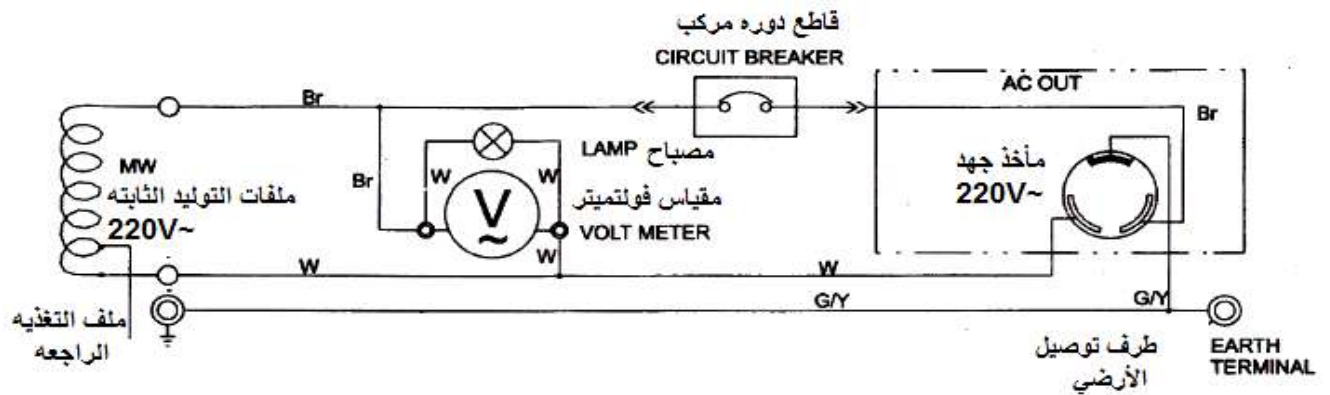 قاطع دوره مركب
CIRCUIT BREAKER
AC OUT
Br
Br
مصباح LAMP
مأخذ جهد
220V~
MW
ملفات التوليد الثابته
220V~
Br
W
W
V
~
مقياس فولتميتر
VOLT METER
W
W
W
G/Y
G/Y
ملف التغذيه
الراجعه
طرف توصيل
الأرضي
EARTH
TERMINAL